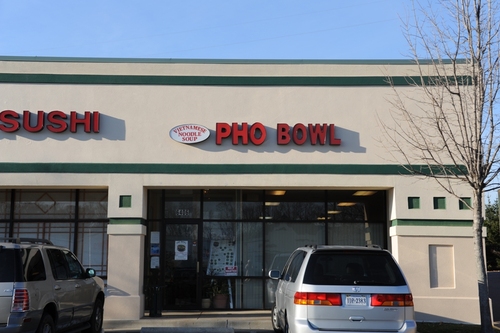 SUSHI
VIETNAMESE
NOODLE
SOUP
PHO BOWL